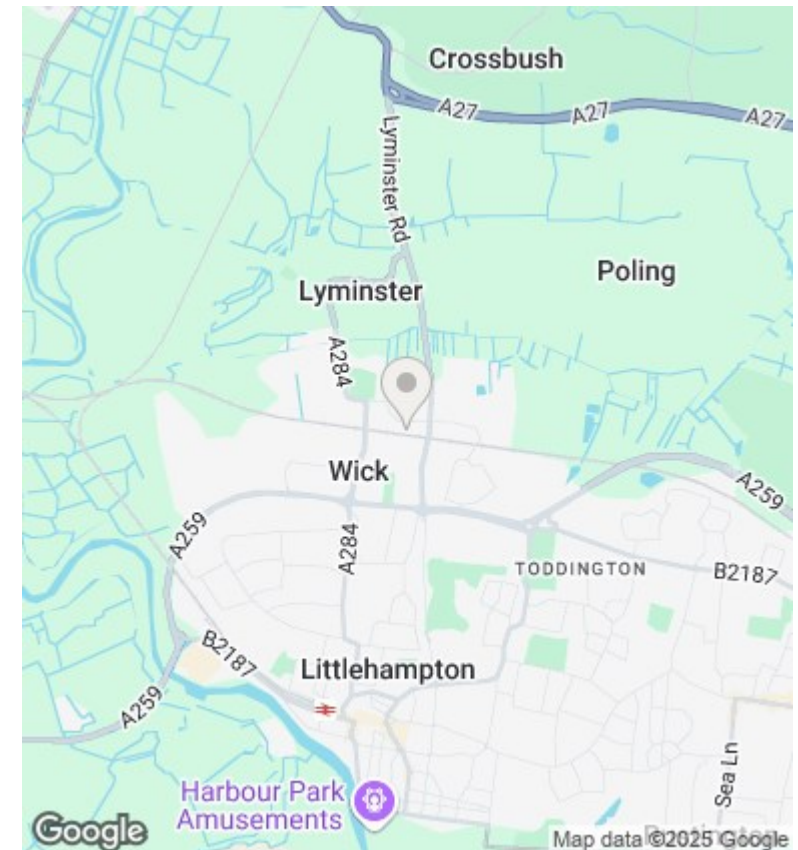 Crossbush
A27
A27
A27
Lyminster Rd
Poling
Lyminster
A284
Wick
A259
A259
A284
TODDINGTON
B2187
B2187
Littlehampton
A259
Sea Ln
Harbour Park
Amusements
Google
Map data ©2025 Google